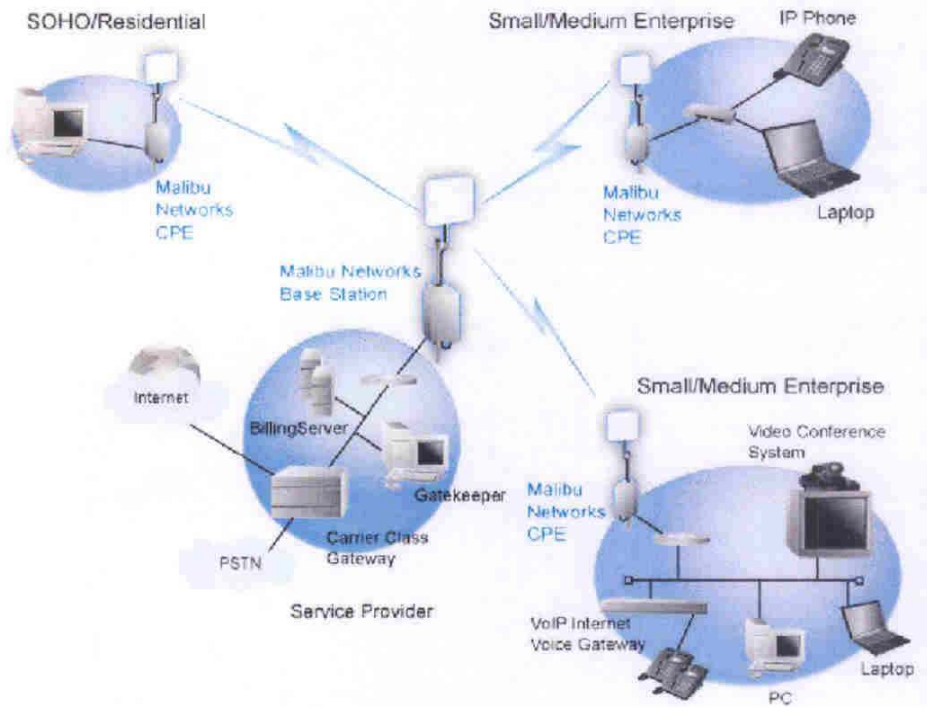 SOHO/Residential
Small/Medium Enterprise
IP Phone
Malibu
Networks
CPE
Malibu
Networks
CPE
Laptop
Malibu Networks
Base Station
Internet
BillingServer
Gatekeeper
Carrier Class
Gateway
PSTN
Service Provider
Small/Medium Enterprise
Video Conference
System
Malibu
Networks
CPE
VoIP Internet
Voice Gateway
Laptop
PC